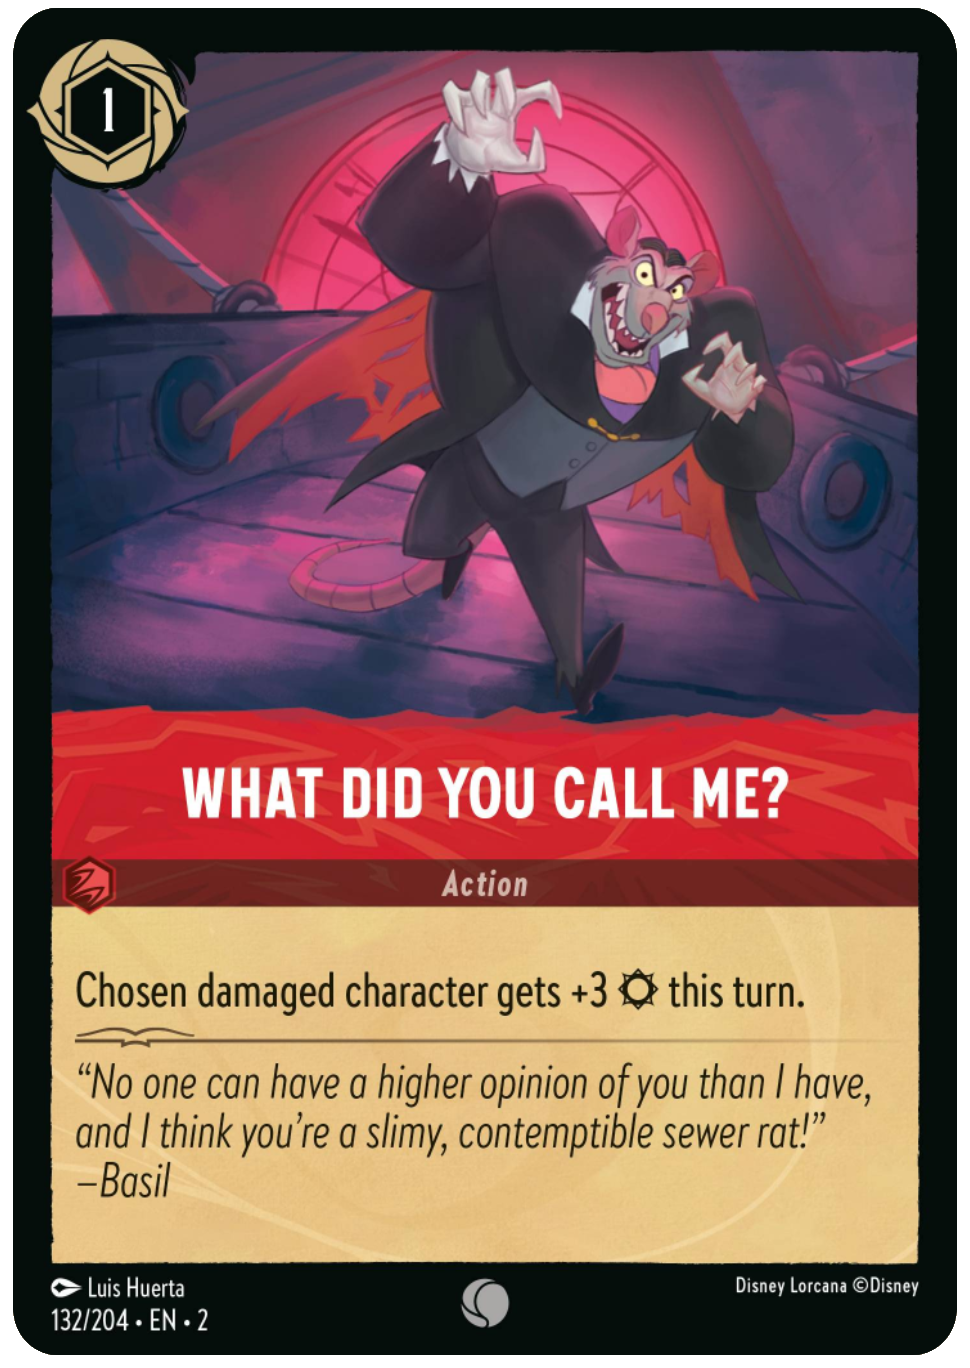 1
WHAT DID YOU CALL ME?
Action
Chosen damaged character gets +3 this turn.
“No one can have a higher opinion of you than I have,
and I think you’re a slimy, contemptible sewer rat!”
–Basil
Luis Huerta
Disney Lorcana ©Disney
132/204 • EN • 2